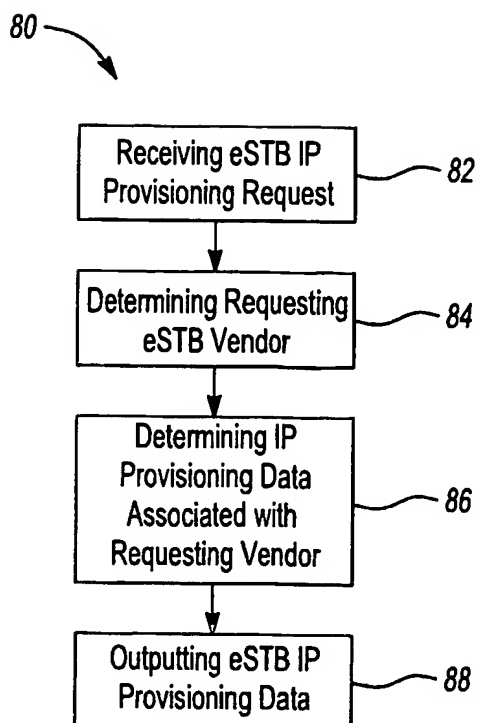 80
Receiving eSTB IP
Provisioning Request
82
Determining Requesting
eSTB Vendor
84
Determining IP
Provisioning Data
Associated with
Requesting Vendor
86
Outputting eSTB IP
Provisioning Data
88